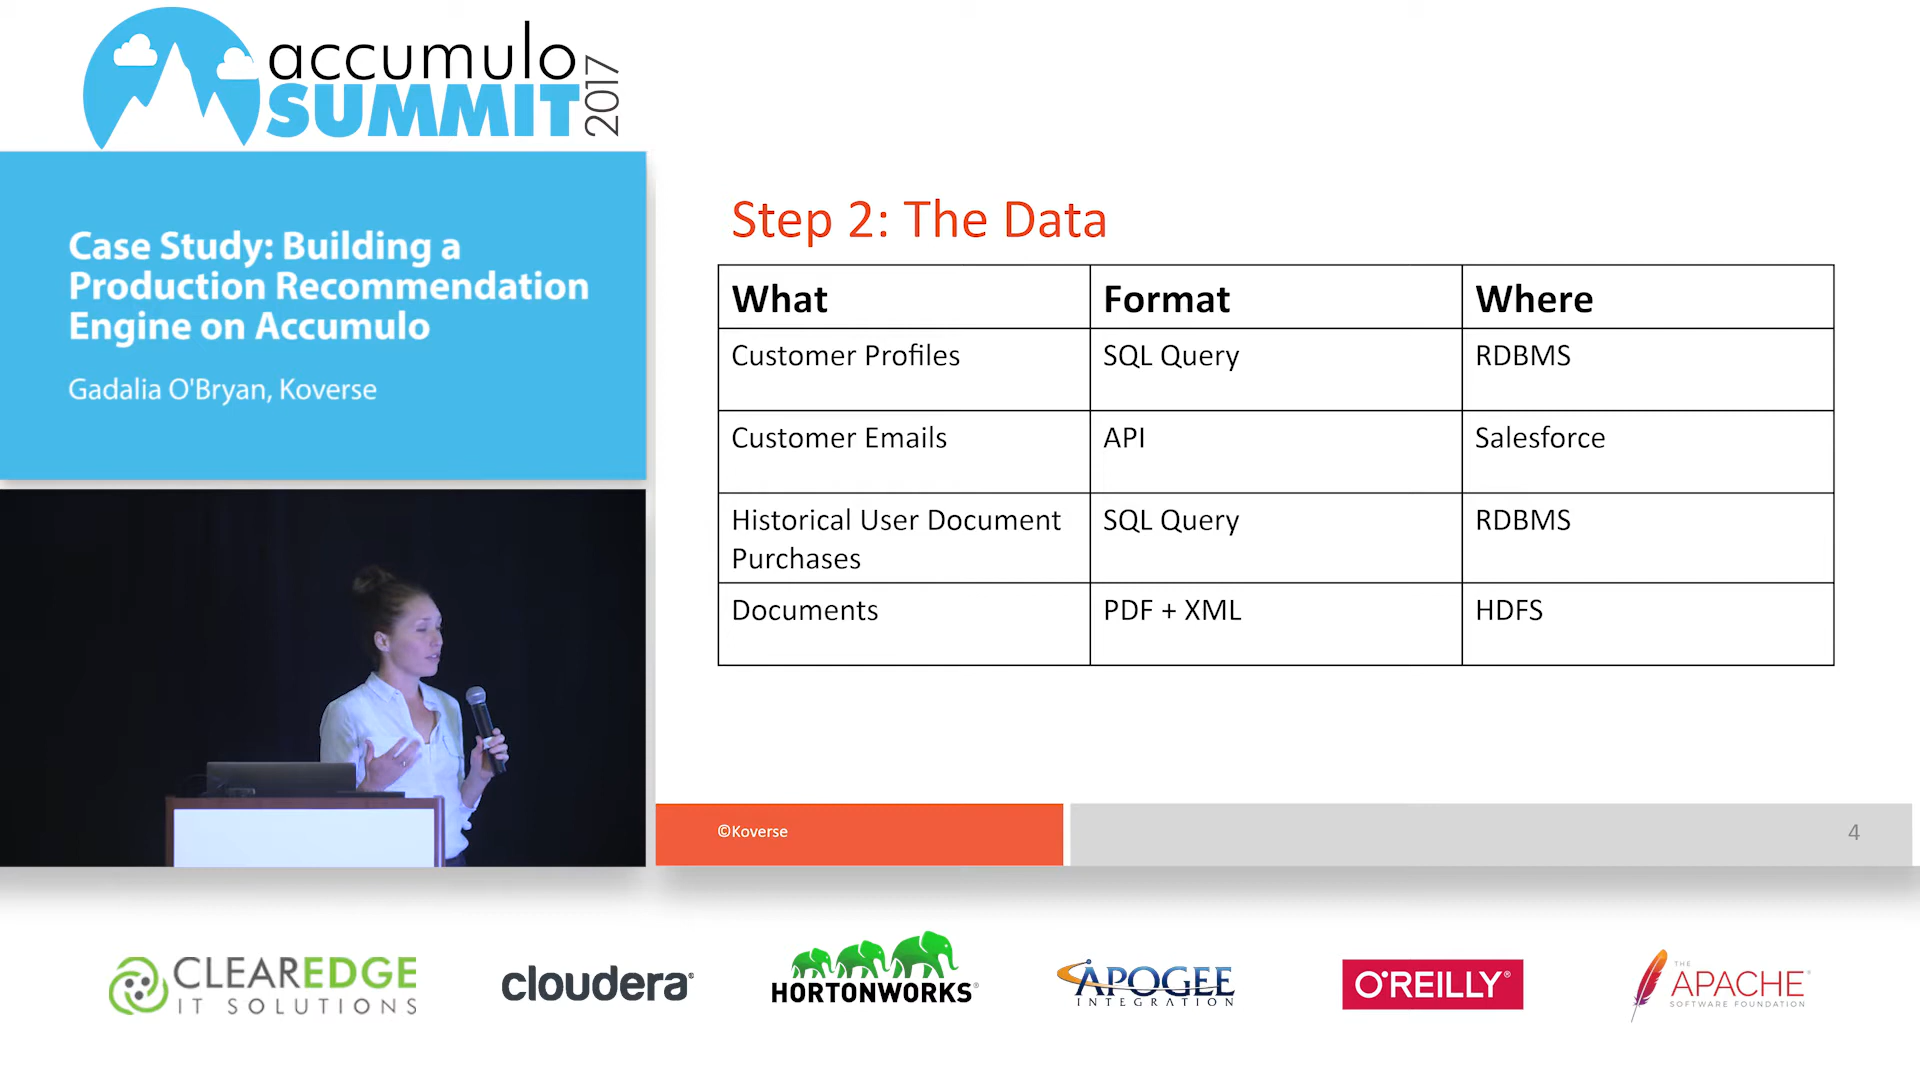 accumulo
SUMMIT
2017
Case Study: Building a
Production Recommendation
Engine on Accumulo
Gadalia O'Bryan, Koverse
Step 2: The Data
What Format Where
Customer Profiles SQL Query RDBMS
Customer Emails API Salesforce
Historical User Document SQL Query RDBMS
Purchases
Documents PDF + XML HDFS
©Koverse
4
CLEAREDGE
IT SOLUTIONS
cloudera®
HORTONWORKS®
APOGEE
INTEGRATION
O'REILLY®
THE
APACHE®
SOFTWARE FOUNDATION